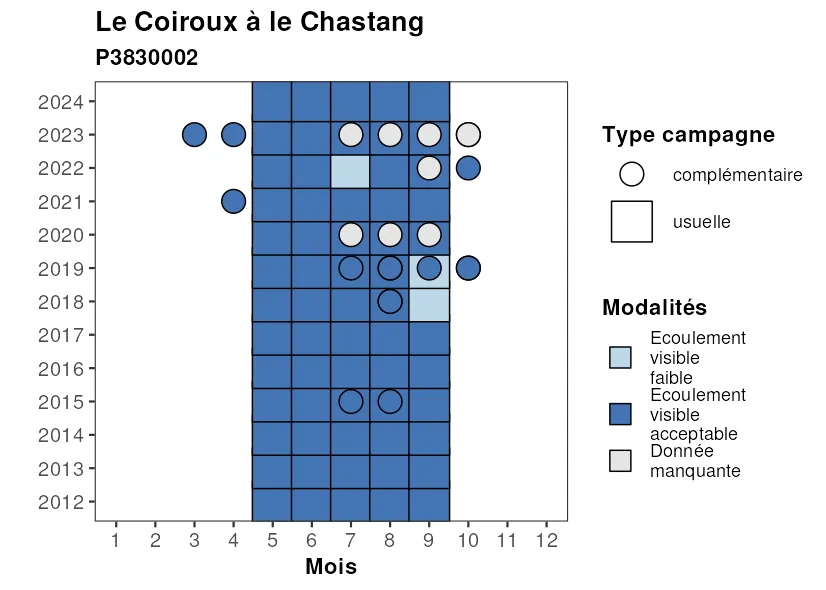 Le Coiroux à le Chastang
P3830002
2024
2023
2022
2021
2020
2019
2018
2017
2016
2015
2014
2013
2012
1 2 3 4 5 6 7 8 9 10 11 12
Mois
Type campagne
complémentaire
usuelle
Modalités
Ecoulement
visible
faible
Ecoulement
visible
acceptable
Donnée
manquante